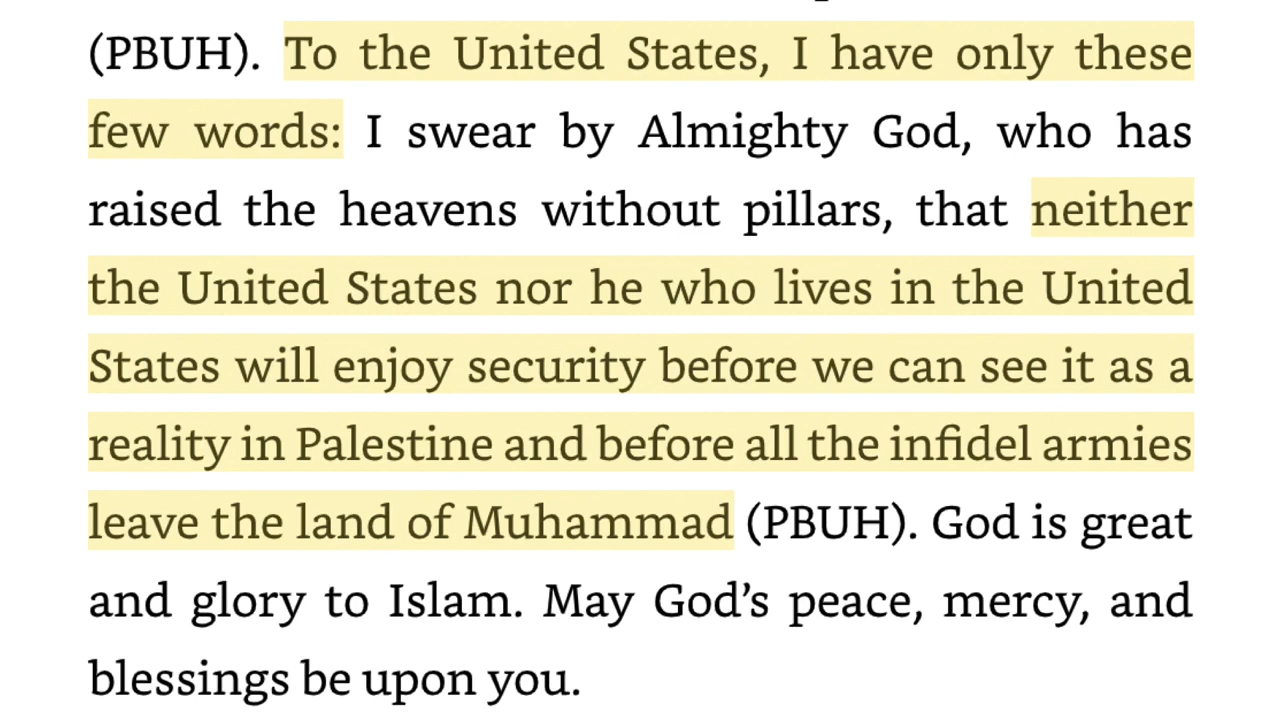 (PBUH). To the United States, I have only these
few words: I swear by Almighty God, who has
raised the heavens without pillars, that neither
the United States nor he who lives in the United
States will enjoy security before we can see it as a
reality in Palestine and before all the infidel armies
leave the land of Muhammad (PBUH). God is great
and glory to Islam. May God’s peace, mercy, and
blessings be upon you.